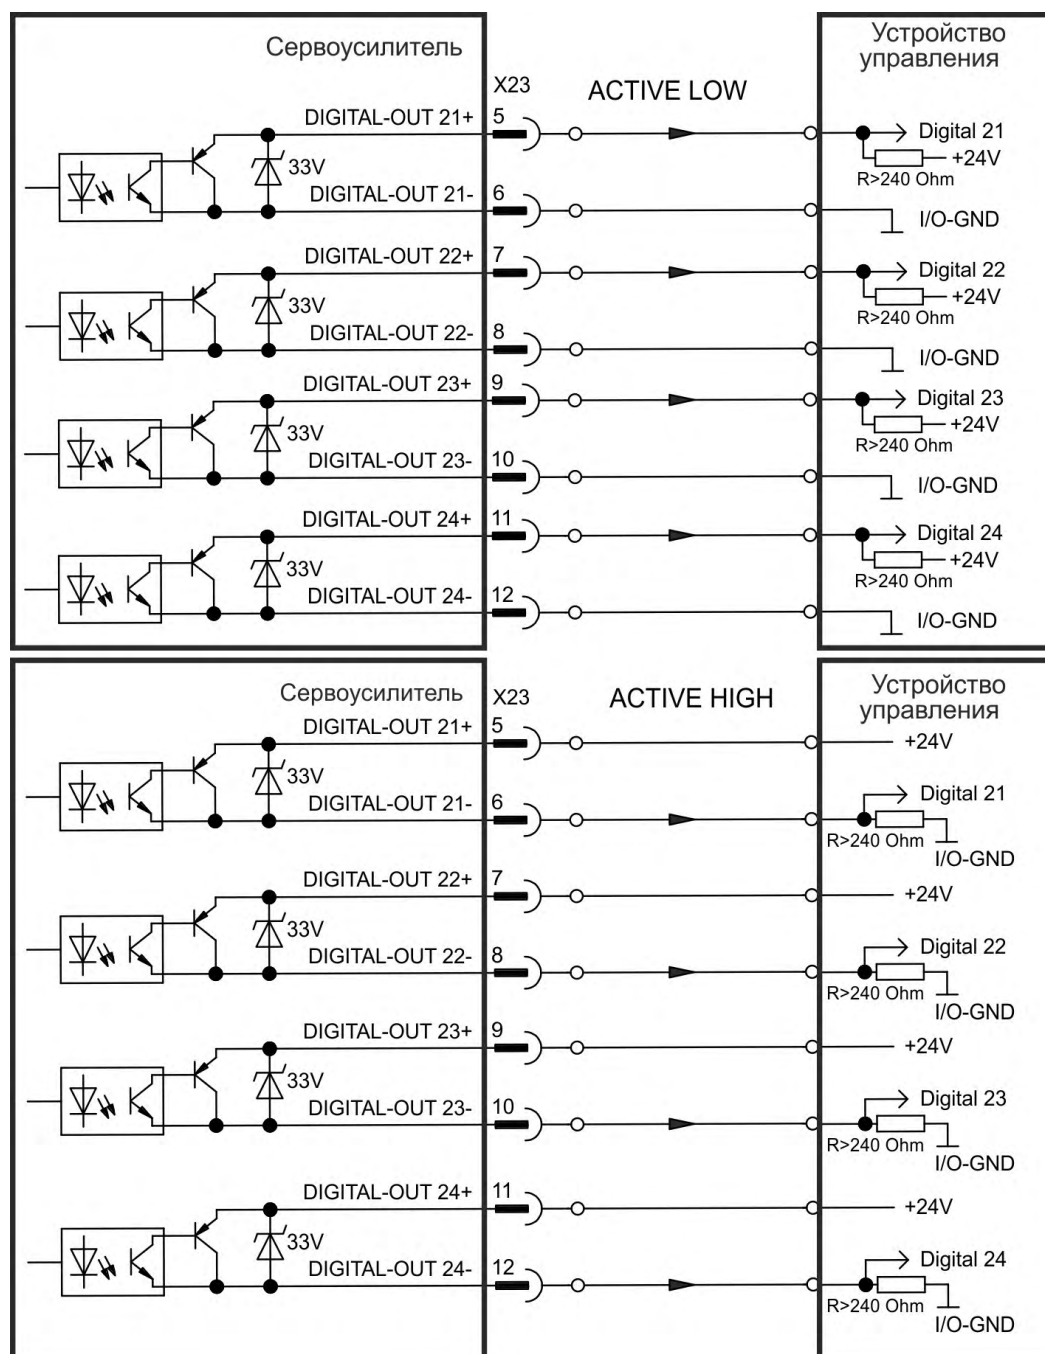 Сервоусилитель
Устройство
управления
X23
ACTIVE LOW
DIGITAL-OUT 21+
5
Digital 21
33V
+24V
R>240 Ohm
DIGITAL-OUT 21-
6
I/O-GND
DIGITAL-OUT 22+
7
Digital 22
33V
+24V
R>240 Ohm
DIGITAL-OUT 22-
8
I/O-GND
DIGITAL-OUT 23+
9
Digital 23
33V
+24V
R>240 Ohm
DIGITAL-OUT 23-
10
I/O-GND
DIGITAL-OUT 24+
11
Digital 24
33V
+24V
R>240 Ohm
DIGITAL-OUT 24-
12
I/O-GND
Сервоусилитель
Устройство
управления
X23
ACTIVE HIGH
DIGITAL-OUT 21+
5
+24V
33V
DIGITAL-OUT 21-
6
Digital 21
R>240 Ohm
I/O-GND
DIGITAL-OUT 22+
7
+24V
33V
DIGITAL-OUT 22-
8
Digital 22
R>240 Ohm
I/O-GND
DIGITAL-OUT 23+
9
+24V
33V
DIGITAL-OUT 23-
10
Digital 23
R>240 Ohm
I/O-GND
DIGITAL-OUT 24+
11
+24V
33V
DIGITAL-OUT 24-
12
Digital 24
R>240 Ohm
I/O-GND